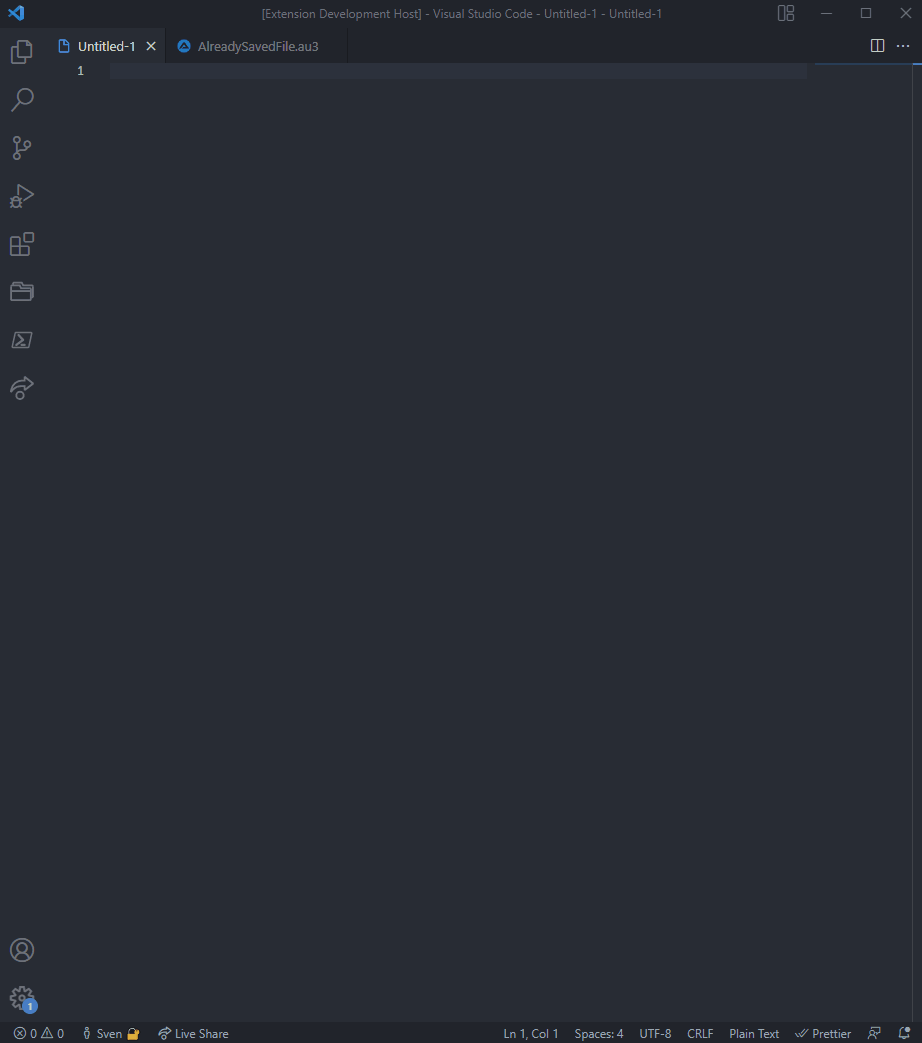 [Extension Development Host] - Visual Studio Code - Untitled-1 - Untitled-1
Untitled-1 AlreadySavedFile.au3
1
1
0 0 Sven Live Share Ln 1, Col 1 Spaces: 4 UTF-8 CRLF Plain Text Prettier